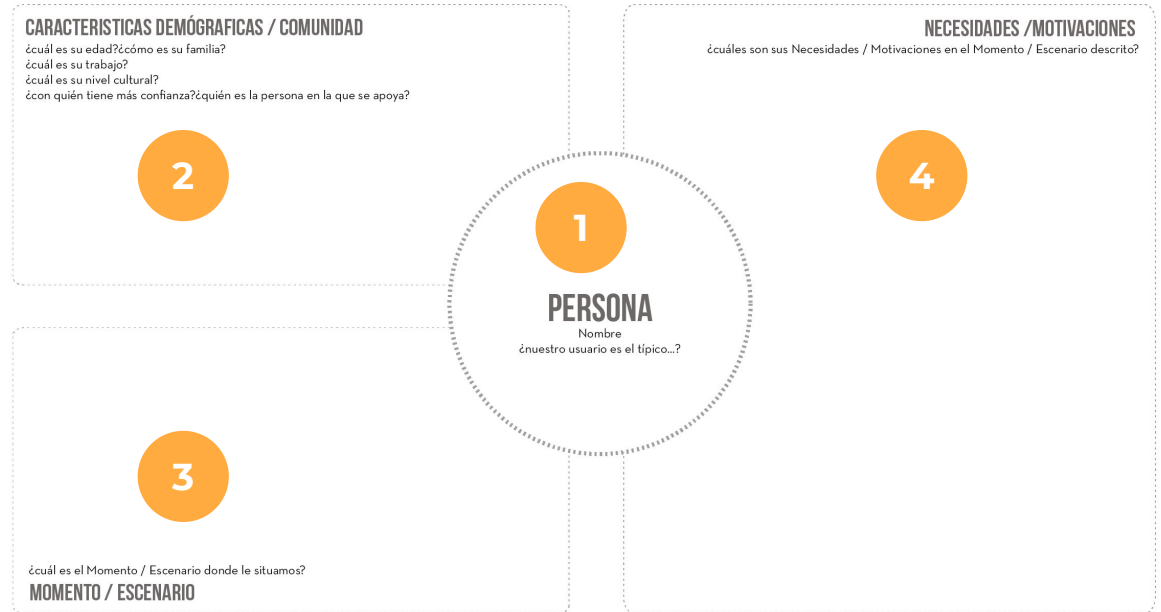 CARACTERISTICAS DEMÓGRAFICAS / COMUNIDAD
¿cuál es su edad?¿cómo es su familia?
¿cuál es su trabajo?
¿cuál es su nivel cultural?
¿con quién tiene más confianza?¿quién es la persona en la que se apoya?
2
NECESIDADES /MOTIVACIONES
¿cuáles son sus Necesidades / Motivaciones en el Momento / Escenario descrito?
4
1
PERSONA
Nombre
¿nuestro usuario es el típico...?
3
¿cuál es el Momento / Escenario donde le situamos?
MOMENTO / ESCENARIO